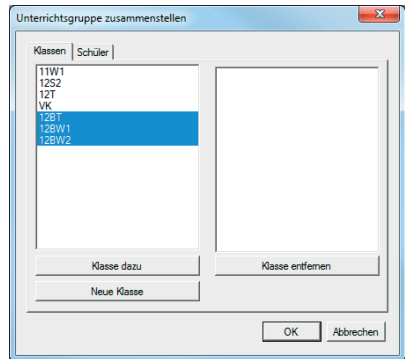 Unterrichtsgruppe zusammenstellen
Klassen Schüler
11W1
12S2
12T
VK
12BT
12BW1
12BW2
Klasse dazu Klasse entfernen
Neue Klasse
OK Abbrechen